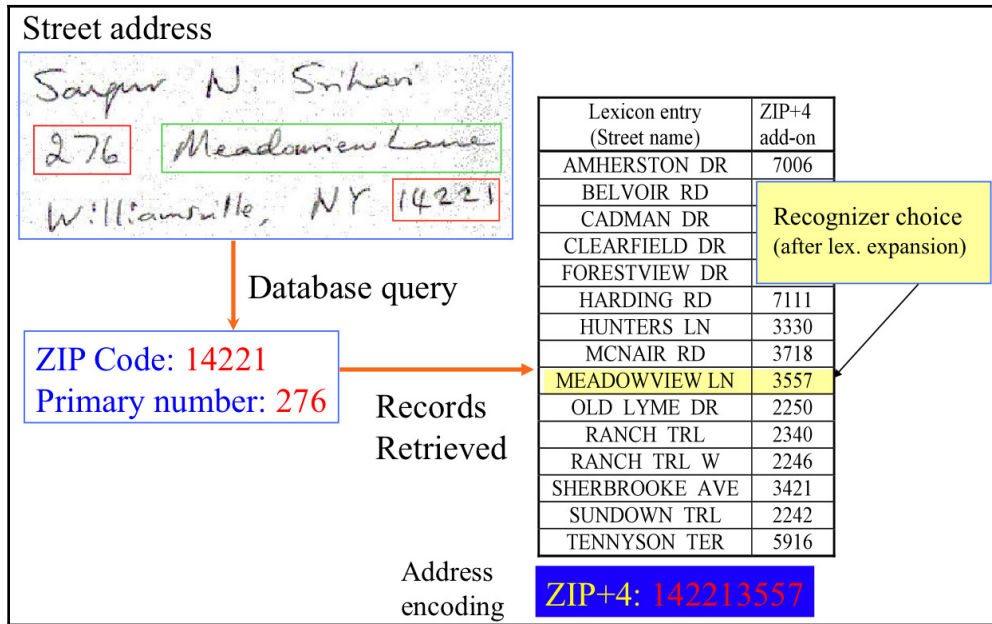 Street address
Sargur N. Srihari
276 Meadowview Lane
Williamsville, NY 14221
Database query
ZIP Code: 14221
Primary number: 276
Records
Retrieved
Lexicon entry
(Street name)
ZIP+4
add-on
AMHERSTON DR 7006
BELVOIR RD
CADMAN DR
CLEARFIELD DR
FORESTVIEW DR
HARDING RD 7111
HUNTERS LN 3330
MCNAIR RD 3718
MEADOWVIEW LN 3557
OLD LYME DR 2250
RANCH TRL 2340
RANCH TRL W 2246
SHERBROOKE AVE 3421
SUNDOWN TRL 2242
TENNYSON TER 5916
Recognizer choice
(after lex. expansion)
Address
encoding
ZIP+4: 142213557